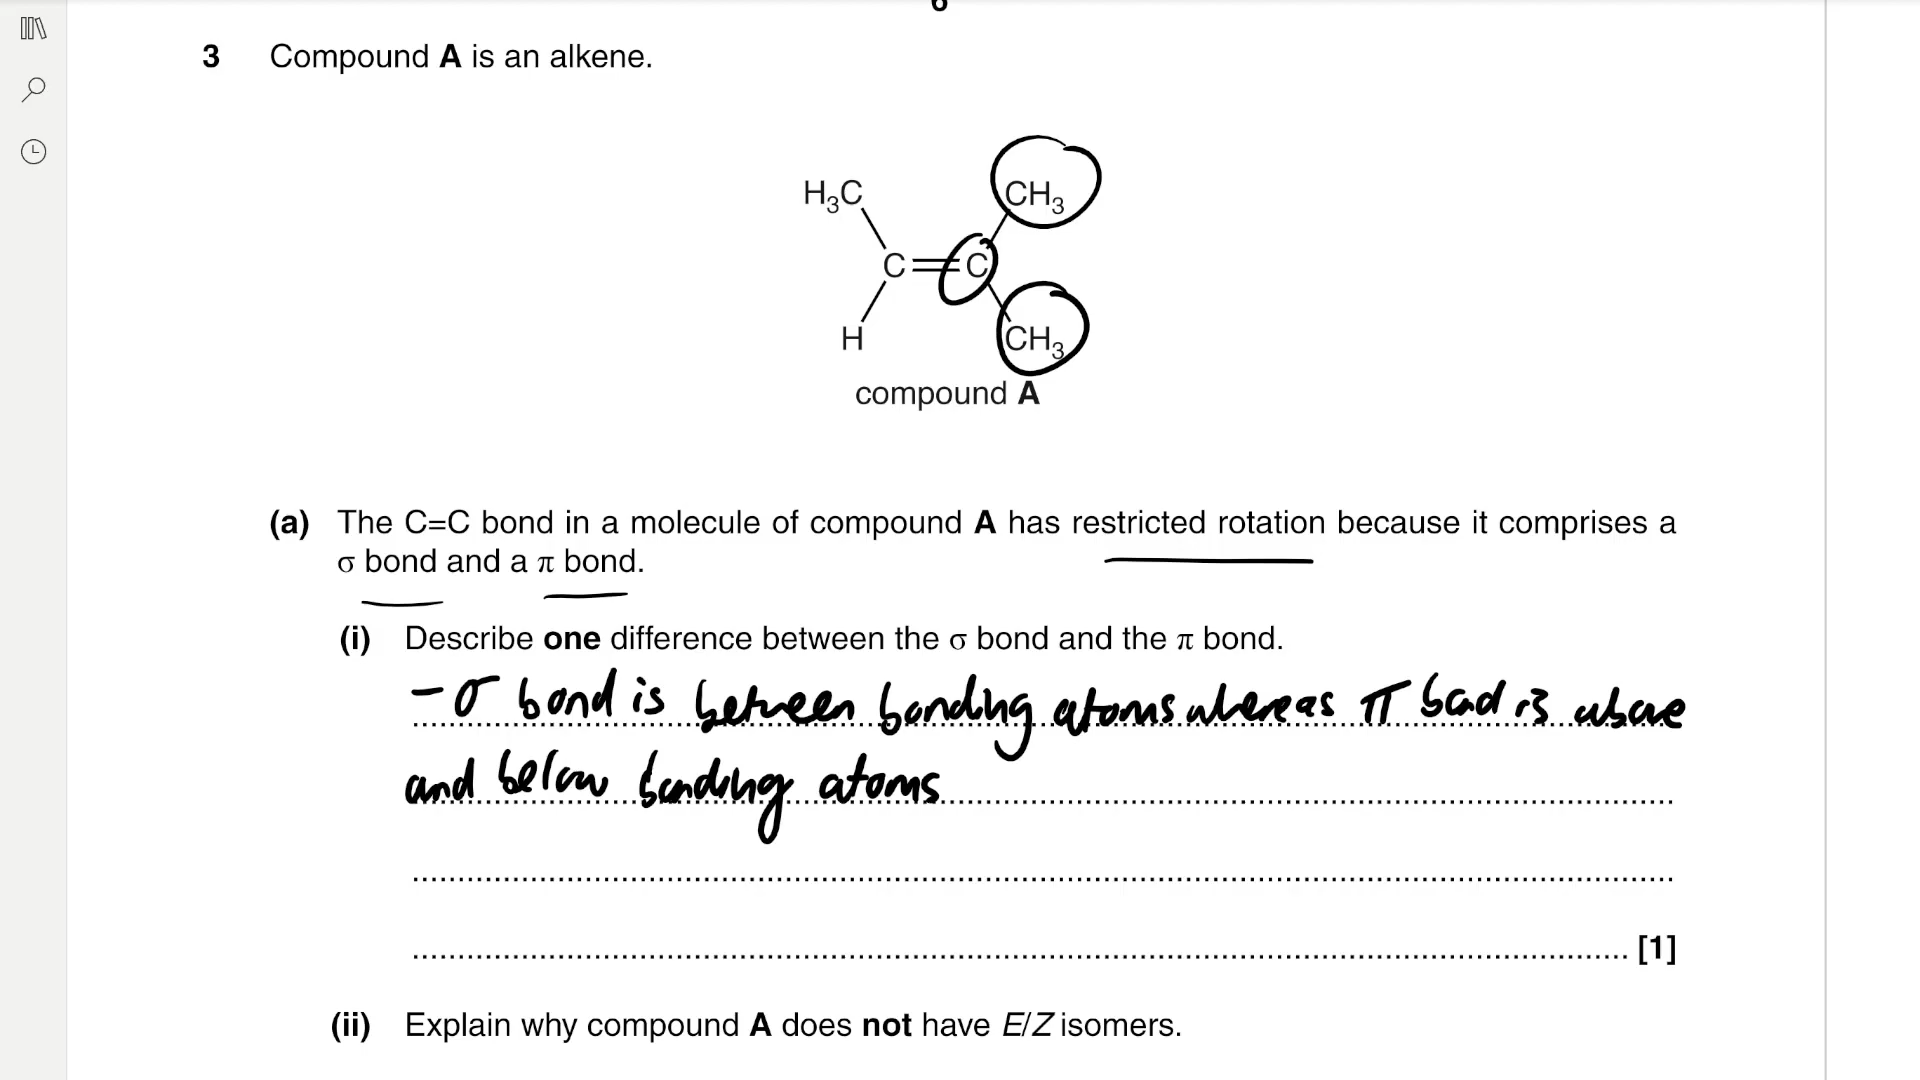 3 Compound A is an alkene.
H₃C CH₃
C=C
H CH₃
compound A
(a) The C=C bond in a molecule of compound A has restricted rotation because it comprises a
σ bond and a π bond.
(i) Describe one difference between the σ bond and the π bond.
- σ bond is between bonding atoms whereas π bond is above
and below bonding atoms
[1]
(ii) Explain why compound A does not have E/Z isomers.